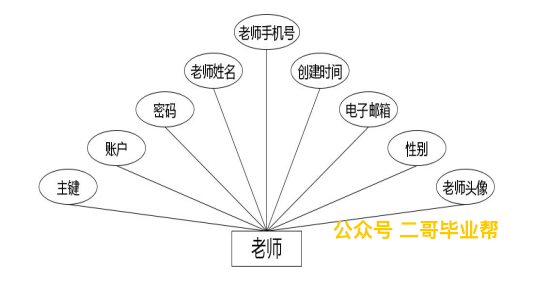 老师手机号
老师姓名
创建时间
密码
电子邮箱
账户
性别
主键
老师头像
公众号 二哥毕业帮
老师